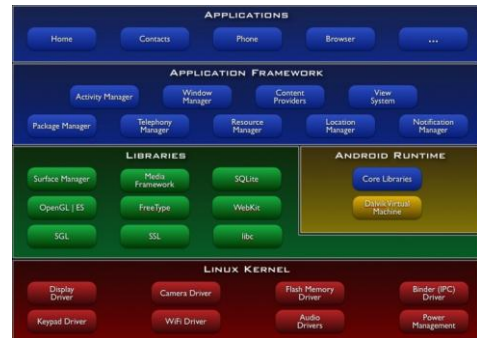 APPLICATIONS
Home Contacts Phone Browser ...
APPLICATION FRAMEWORK
Activity Manager Window Manager Content Providers View System
Package Manager Telephony Manager Resource Manager Location Manager Notification Manager
LIBRARIES
Surface Manager Media Framework SQLite
OpenGL | ES FreeType WebKit
SGL SSL libc
ANDROID RUNTIME
Core Libraries
Dalvik Virtual Machine
LINUX KERNEL
Display Driver Camera Driver Flash Memory Driver Binder (IPC) Driver
Keypad Driver WiFi Driver Audio Drivers Power Management